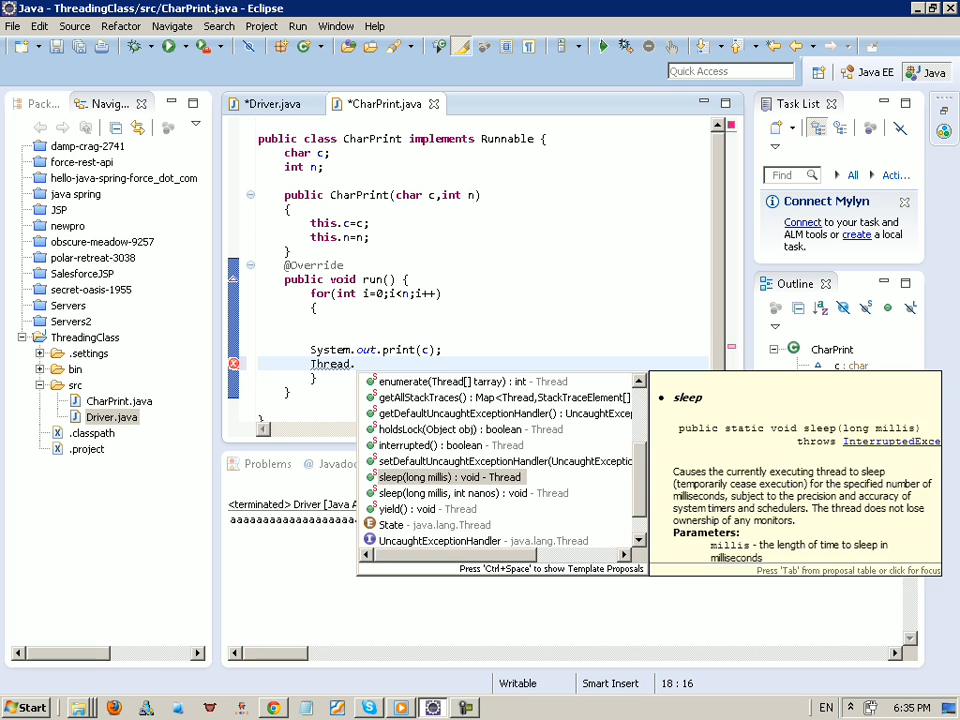 Java - ThreadingClass/src/CharPrint.java - Eclipse
File Edit Source Refactor Navigate Search Project Run Window Help
Quick Access
Java EE
Java
Pack...
Navig...
damp-crag-2741
force-rest-api
hello-java-spring-force_dot_com
java spring
JSP
newpro
obscure-meadow-9257
polar-retreat-3038
SalesforceJSP
secret-oasis-1955
Servers
Servers2
ThreadingClass
.settings
bin
src
CharPrint.java
Driver.java
.classpath
.project
*Driver.java
*CharPrint.java
public class CharPrint implements Runnable {
char c;
int n;
public CharPrint(char c,int n)
{
this.c=c;
this.n=n;
}
@Override
public void run() {
for(int i=0;i<n;i++)
{
System.out.print(c);
Thread.
}
}
}
enumerate(Thread[] tarray) : int - Thread
getAllStackTraces() : Map<Thread,StackTraceElement[]
getDefaultUncaughtExceptionHandler() : UncaughtExce
holdsLock(Object obj) : boolean - Thread
interrupted() : boolean - Thread
setDefaultUncaughtExceptionHandler(UncaughtExceptio
sleep(long millis) : void - Thread
sleep(long millis, int nanos) : void - Thread
yield() : void - Thread
State - java.lang.Thread
UncaughtExceptionHandler - java.lang.Thread
Press 'Ctrl+Space' to show Template Proposals
sleep
public static void sleep(long millis)
throws InterruptedExce
Causes the currently executing thread to sleep
(temporarily cease execution) for the specified number of
milliseconds, subject to the precision and accuracy of
system timers and schedulers. The thread does not lose
ownership of any monitors.
Parameters:
millis - the length of time to sleep in
milliseconds
Press 'Tab' from proposal table or click for focus
Problems @ Javadoc
<terminated> Driver [Java A
aaaaaaaaaaaaaaaaaaa
Task List
Find
All
Acti...
Connect Mylyn
Connect to your task and
ALM tools or create a local
task.
Outline
CharPrint
c : char
Writable
Smart Insert
18 : 16
Start
EN
6:35 PM